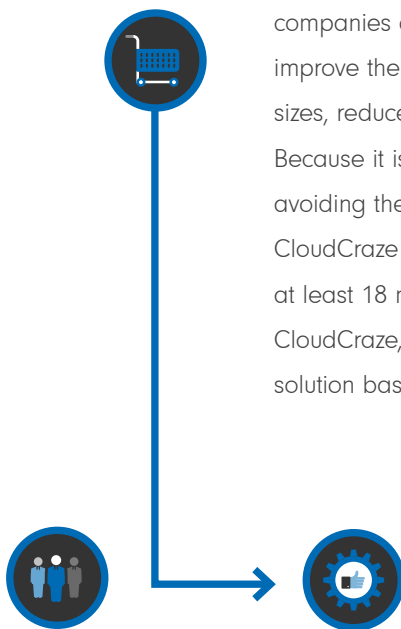 companies
improve the
sizes, reduce
Because it is
avoiding the
CloudCraze
at least 18
CloudCraze,
solution bas